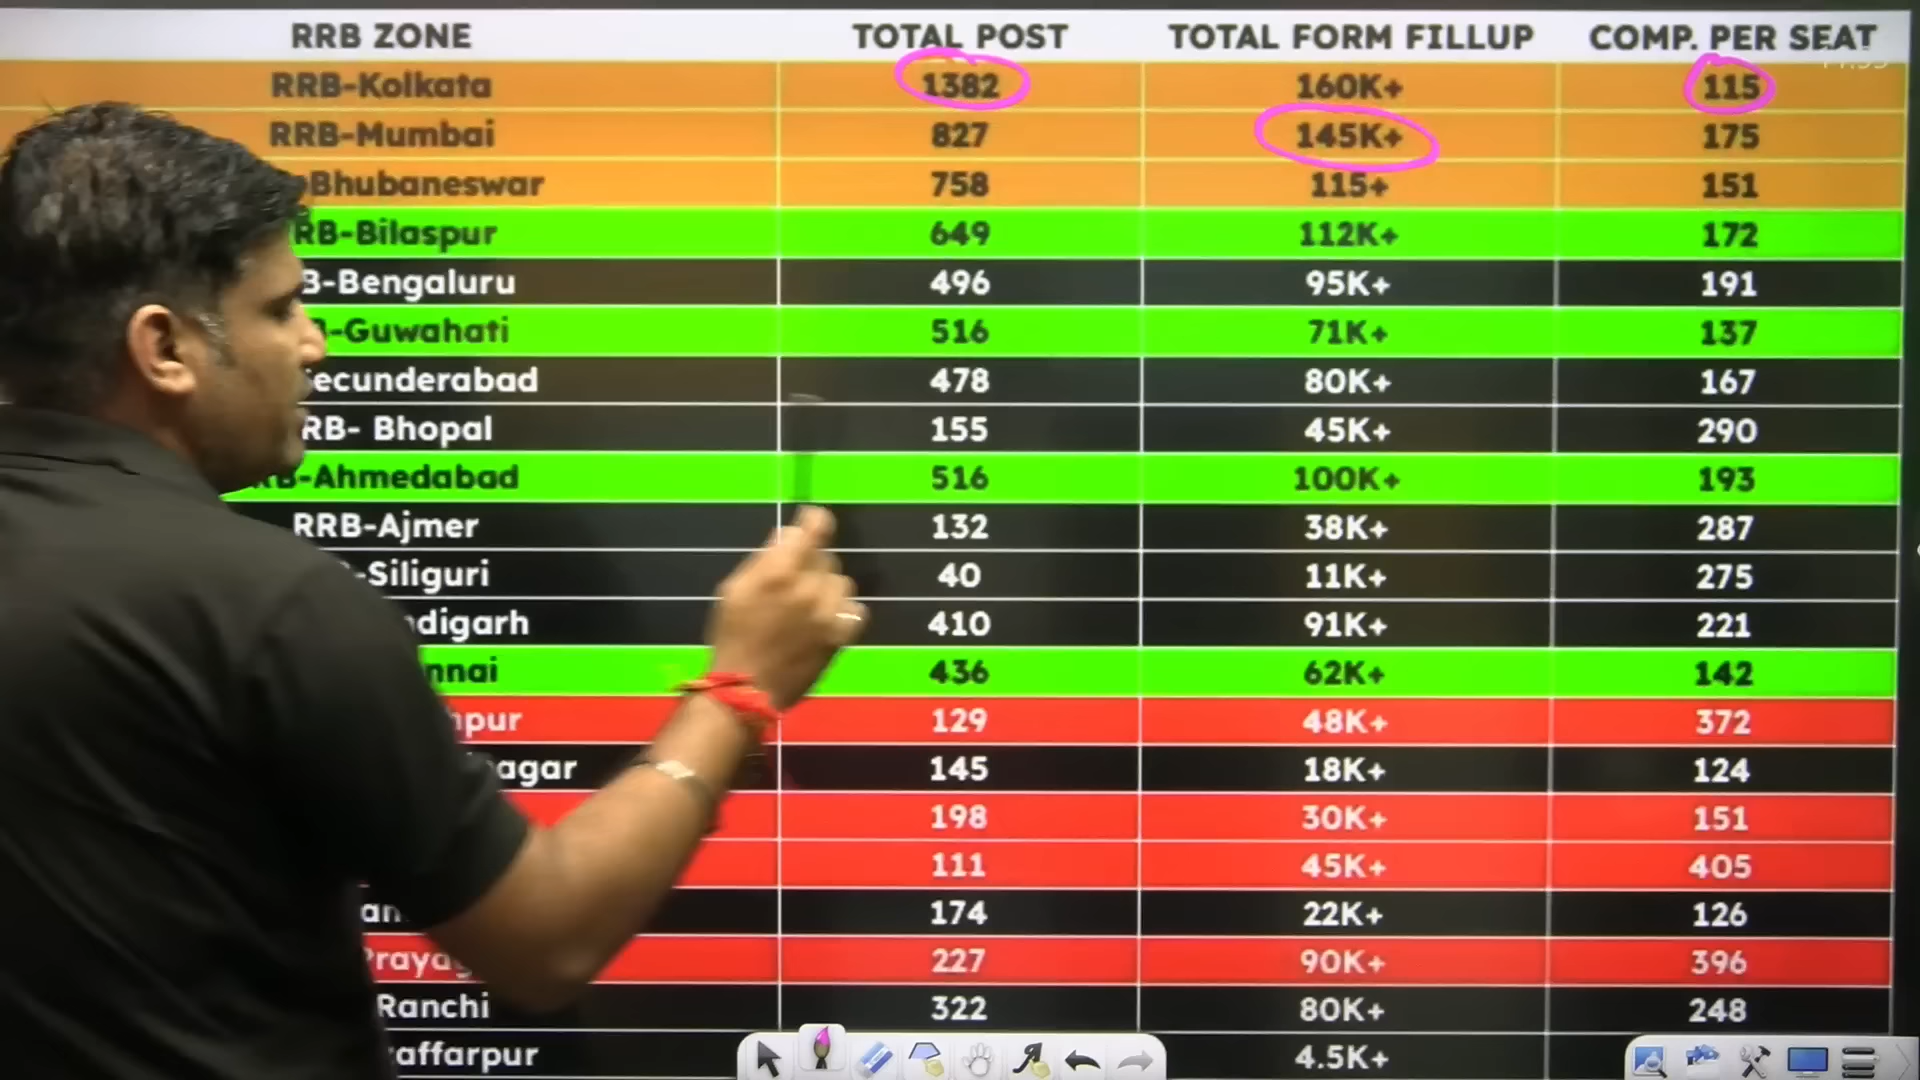 RRB ZONE TOTAL POST TOTAL FORM FILLUP COMP. PER SEAT
RRB-Kolkata 1382 160K+ 115
RRB-Mumbai 827 145K+ 175
Bhubaneswar 758 115+ 151
RB-Bilaspur 649 112K+ 172
B-Bengaluru 496 95K+ 191
-Guwahati 516 71K+ 137
ecunderabad 478 80K+ 167
RB- Bhopal 155 45K+ 290
B-Ahmedabad 516 100K+ 193
RRB-Ajmer 132 38K+ 287
-Siliguri 40 11K+ 275
digarh 410 91K+ 221
nnai 436 62K+ 142
pur 129 48K+ 372
agar 145 18K+ 124
198 30K+ 151
111 45K+ 405
an 174 22K+ 126
Praya 227 90K+ 396
Ranchi 322 80K+ 248
affarpur 4.5K+